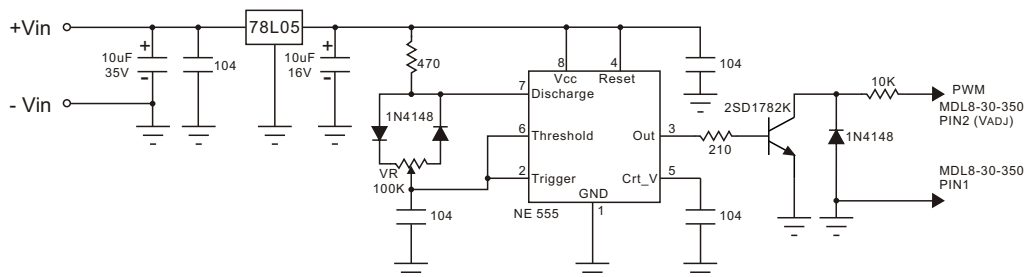 +Vin
78L05
10uF
35V
104
10uF
16V
470
104
8
4
Vcc
Reset
7
Discharge
10K
PWM
MDL8-30-350
PIN2 (VADJ)
1N4148
2SD1782K
6
Threshold
Out
3
210
1N4148
- Vin
VR
100K
2
Trigger
Crt_V
5
MDL8-30-350
PIN1
GND
104
NE 555
1
104
+
-
+
-